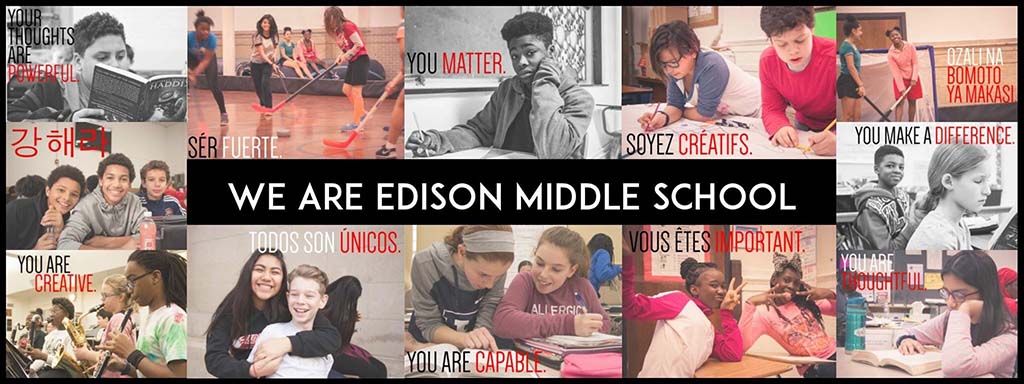 YOUR
THOUGHTS
ARE
POWERFUL.
SÉR FUERTE.
YOU MATTER.
SOYEZ CRÉATIFS.
OZALI NA
BOMOTO
YA MAKASI
강해라
WE ARE EDISON MIDDLE SCHOOL
YOU MAKE A DIFFERENCE.
YOU ARE
CREATIVE.
TODOS SON ÚNICOS.
YOU ARE CAPABLE.
ALLERGIC
VOUS ÊTES IMPORTANT.
YOU ARE
THOUGHTFUL.